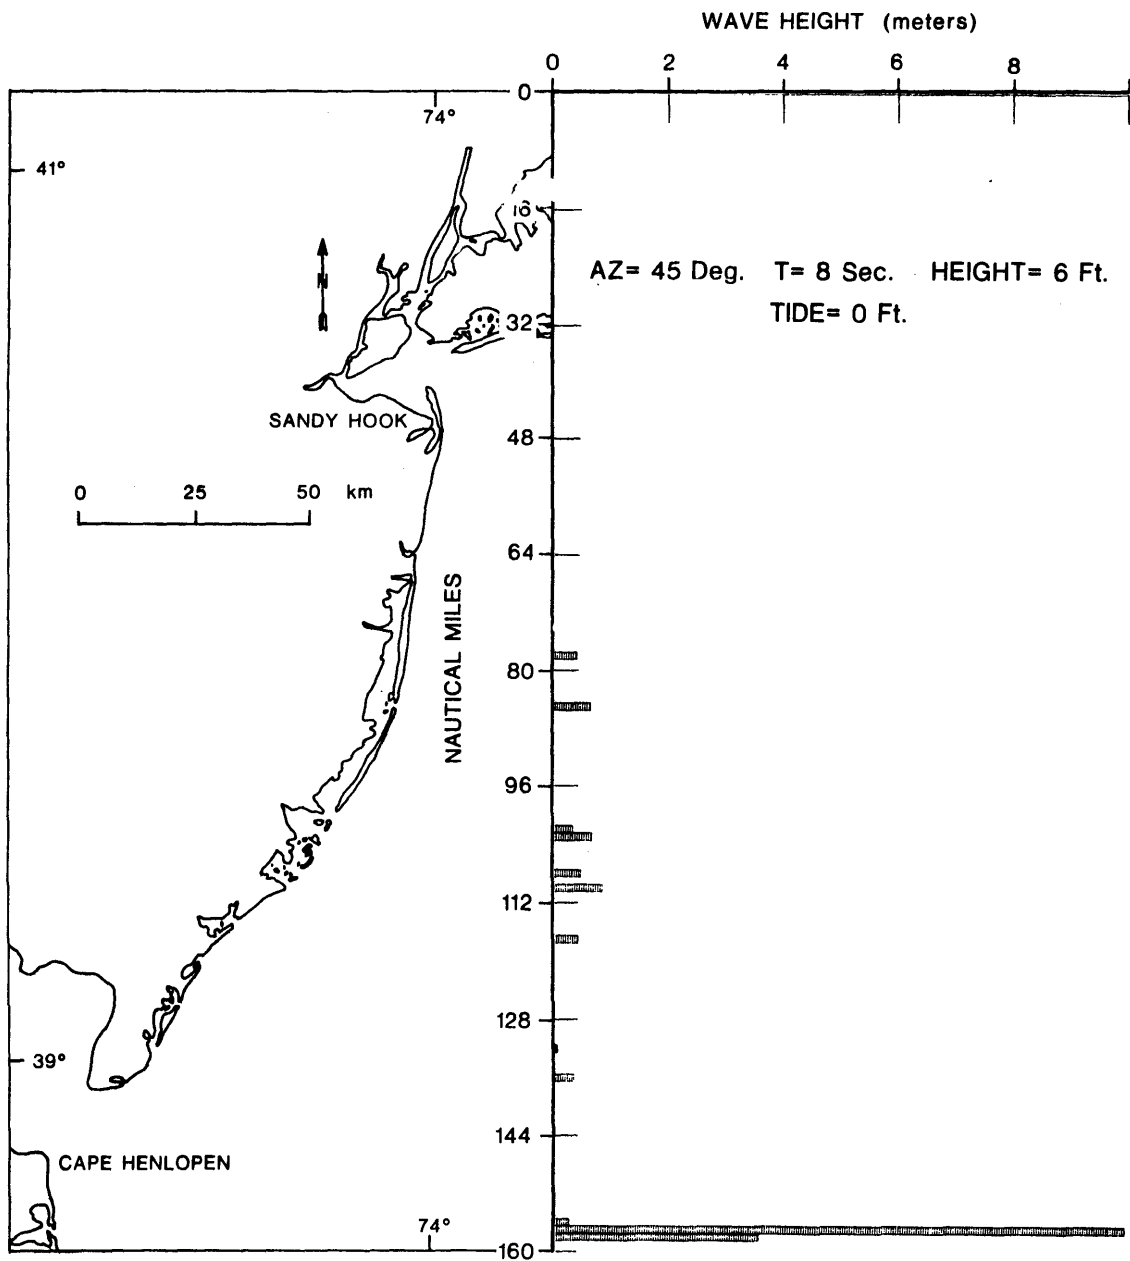 WAVE HEIGHT (meters)
0 2 4 6 8
0
74°
41°
16
N
AZ= 45 Deg. T= 8 Sec. HEIGHT= 6 Ft.
TIDE= 0 Ft.
32
SANDY HOOK
48
0 25 50 km
64
NAUTICAL MILES
80
96
112
128
39°
144
CAPE HENLOPEN
74°
160